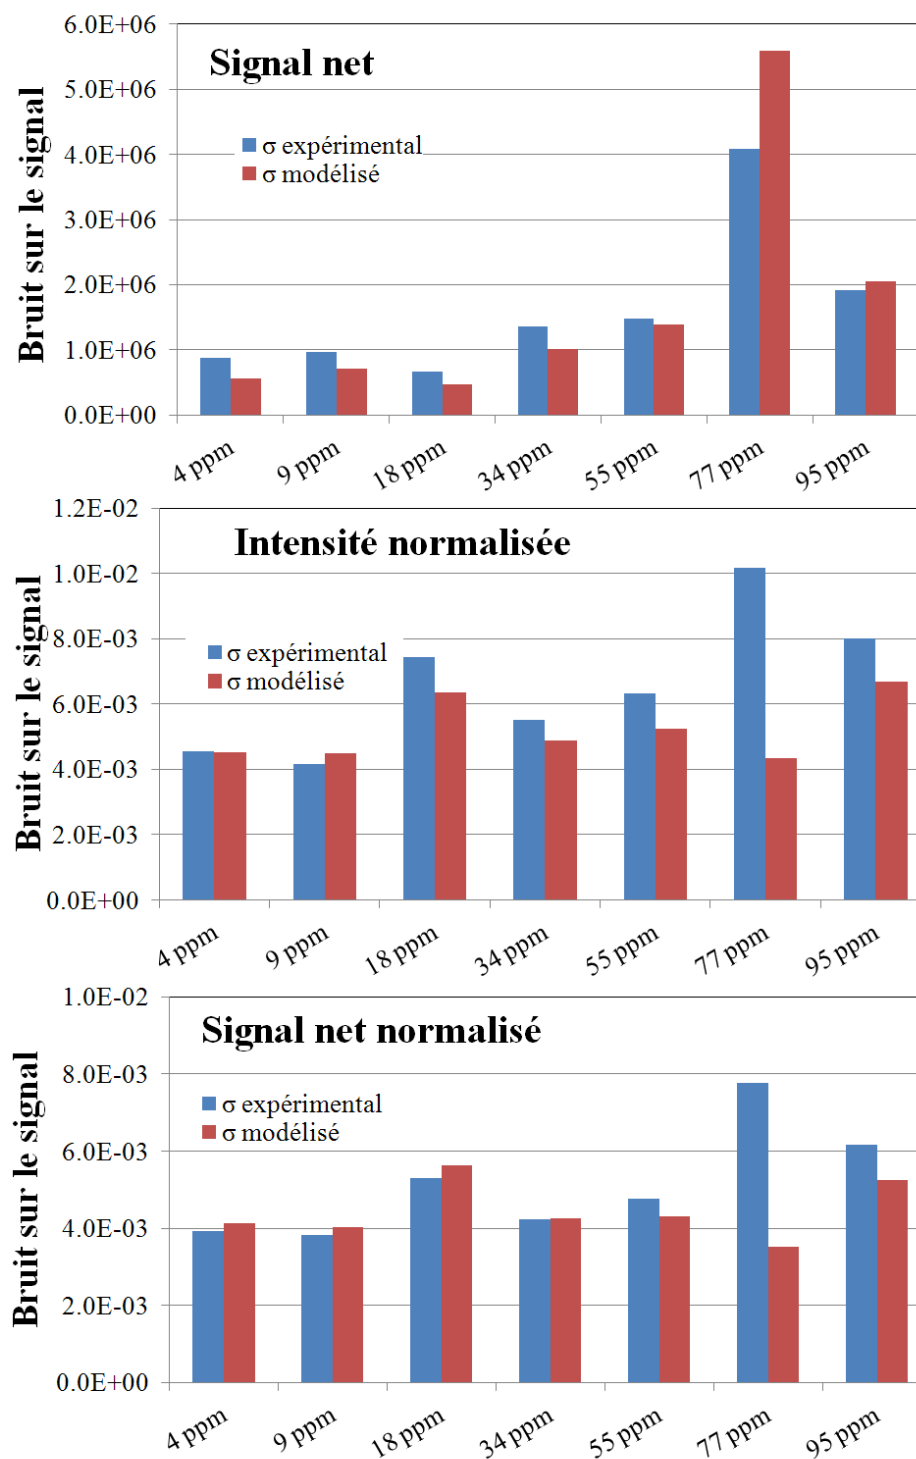 Signal net
Bruit sur le signal
6.0E+06
5.0E+06
4.0E+06
3.0E+06
2.0E+06
1.0E+06
0.0E+00
σ expérimental
σ modélisé
4 ppm
9 ppm
18 ppm
34 ppm
55 ppm
77 ppm
95 ppm
Intensité normalisée
Bruit sur le signal
1.2E-02
1.0E-02
8.0E-03
6.0E-03
4.0E-03
2.0E-03
0.0E+00
σ expérimental
σ modélisé
4 ppm
9 ppm
18 ppm
34 ppm
55 ppm
77 ppm
95 ppm
Signal net normalisé
Bruit sur le signal
1.0E-02
8.0E-03
6.0E-03
4.0E-03
2.0E-03
0.0E+00
σ expérimental
σ modélisé
4 ppm
9 ppm
18 ppm
34 ppm
55 ppm
77 ppm
95 ppm